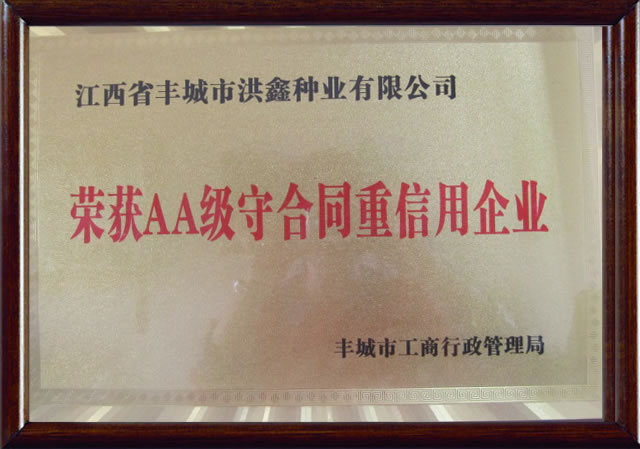 江西省丰城市洪鑫种业有限公司
荣获AA级守合同重信用企业
丰城市工商行政管理局